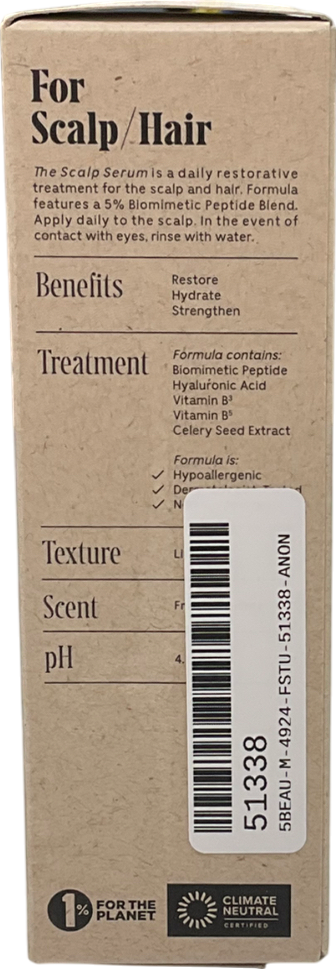 For
Scalp/Hair
The Scalp Serum is a daily restorative
treatment for the scalp and hair. Formula
features a 5% Biomimetic Peptide Blend.
Apply daily to the scalp. In the event of
contact with eyes, rinse with water.
Benefits
Restore
Hydrate
Strengthen
Treatment
Formula contains:
Biomimetic Peptide
Hyaluronic Acid
Vitamin B³
Vitamin B⁵
Celery Seed Extract
Formula is:
✓ Hypoallergenic
✓
✓
Texture
Scent
pH
4.
51338
5BEAU-M-4924-FSTU-51338-ANON
1% FOR THE
PLANET
CLIMATE
NEUTRAL
CERTIFIED